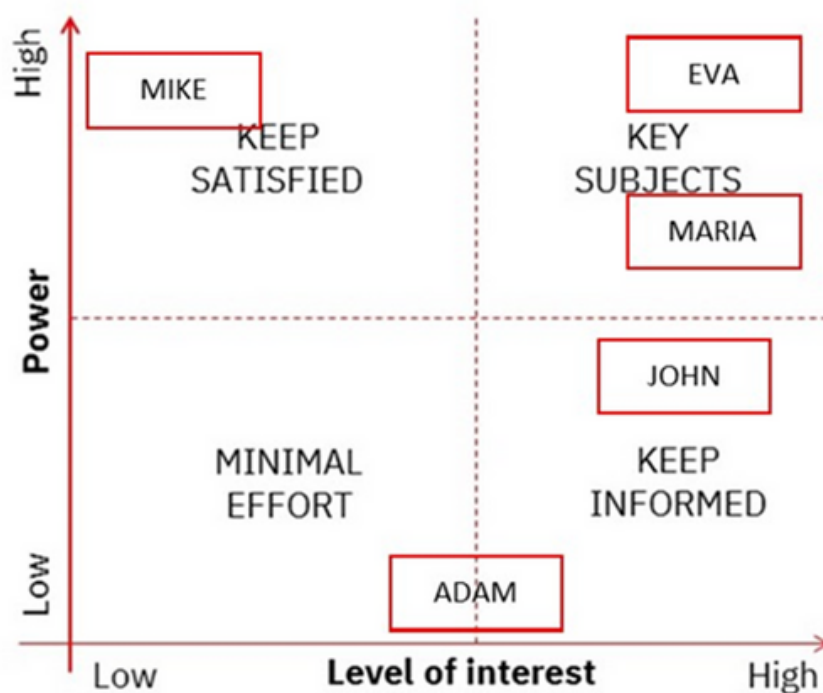 High
MIKE
EVA
KEEP
SATISFIED
KEY
SUBJECTS
MARIA
Power
JOHN
MINIMAL
EFFORT
KEEP
INFORMED
Low
ADAM
Low
Level of interest
High